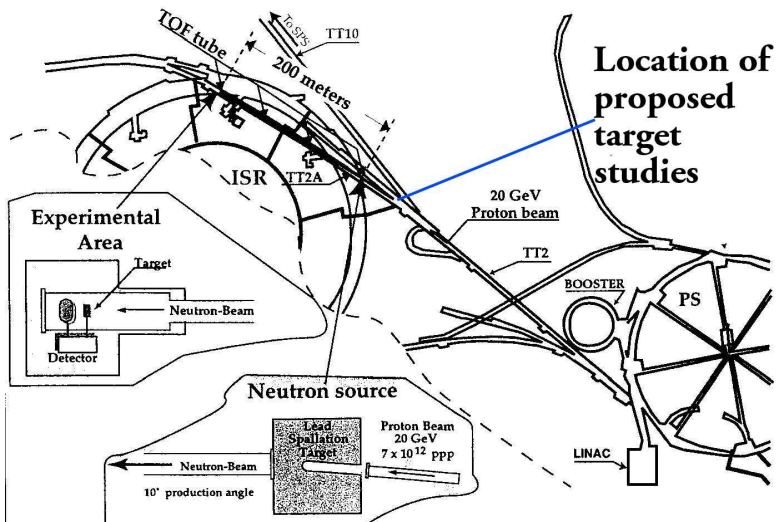 To SPS
TT10
TOF tube
200 meters
Location of
proposed
target
studies
ISR
TT2A
20 GeV
Proton beam
Experimental
Area
TT2
BOOSTER
PS
Target
Neutron-Beam
Detector
Neutron source
Lead
Spallation
Target
Proton Beam
20 GeV
7 x 10¹² ppp
Neutron-Beam
10° production angle
LINAC